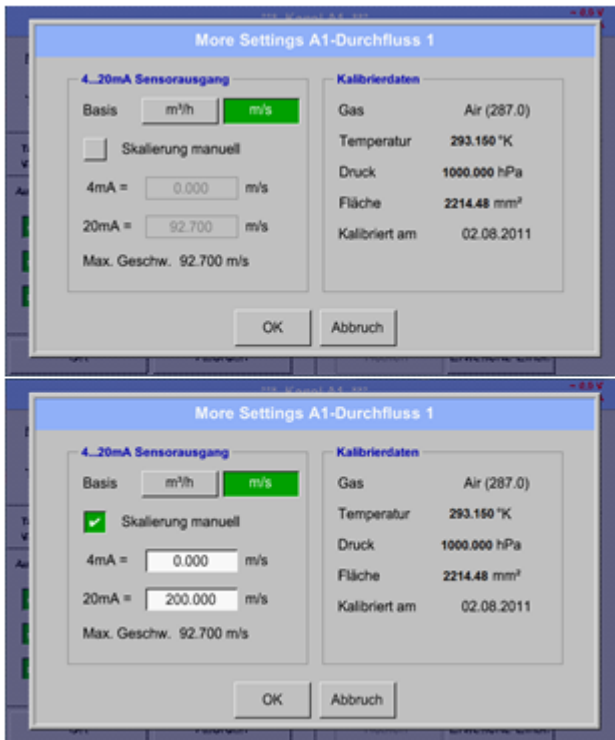 *** Kanal A1 ***
More Settings A1-Durchfluss 1
4...20mA Sensorausgang
Basis m³/h m/s
Skalierung manuell
4mA = 0.000 m/s
20mA = 92.700 m/s
Max. Geschw. 92.700 m/s
Kalibrierdaten
Gas Air (287.0)
Temperatur 293.150 °K
Druck 1000.000 hPa
Fläche 2214.48 mm²
Kalibriert am 02.08.2011
OK Abbruch
More Settings A1-Durchfluss 1
4...20mA Sensorausgang
Basis m³/h m/s
Skalierung manuell
4mA = 0.000 m/s
20mA = 200.000 m/s
Max. Geschw. 92.700 m/s
Kalibrierdaten
Gas Air (287.0)
Temperatur 293.150 °K
Druck 1000.000 hPa
Fläche 2214.48 mm²
Kalibriert am 02.08.2011
OK Abbruch